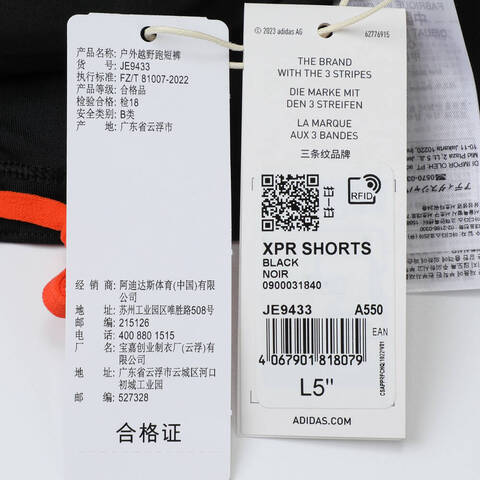 产品名称: 户外越野跑短裤
货 号: JE9433
执行标准: FZ/T 81007-2022
产品等级: 合格品
检验合格: 检18
安全类别: B类
产 地: 广东省云浮市
经 销 商: 阿迪达斯体育(中国)有限公司
地 址: 苏州工业园区唯胜路508号
邮 编: 215126
电 话: 400 880 1515
厂 名: 宝嘉创业制衣厂(云浮)有限公司
地 址: 广东省云浮市云城区河口初城工业园
邮 编: 527328
合格证
© 2023 adidas AG 62776915
THE BRAND
WITH THE 3 STRIPES
DIE MARKE MIT
DEN 3 STREIFEN
LA MARQUE
AUX 3 BANDES
三条纹品牌
RFID
XPR SHORTS
BLACK
NOIR
0900031840
JE9433 A550
EAN
4 067901 818079
L5"
ADIDAS.COM